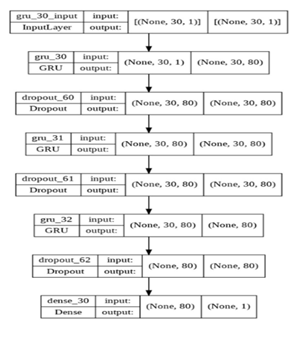 gru_30_input input: [(None, 30, 1)] [(None, 30, 1)]
InputLayer output:
gru_30 input: (None, 30, 1) (None, 30, 80)
GRU output:
dropout_60 input: (None, 30, 80) (None, 30, 80)
Dropout output:
gru_31 input: (None, 30, 80) (None, 30, 80)
GRU output:
dropout_61 input: (None, 30, 80) (None, 30, 80)
Dropout output:
gru_32 input: (None, 30, 80) (None, 80)
GRU output:
dropout_62 input: (None, 80) (None, 80)
Dropout output:
dense_30 input: (None, 80) (None, 1)
Dense output: